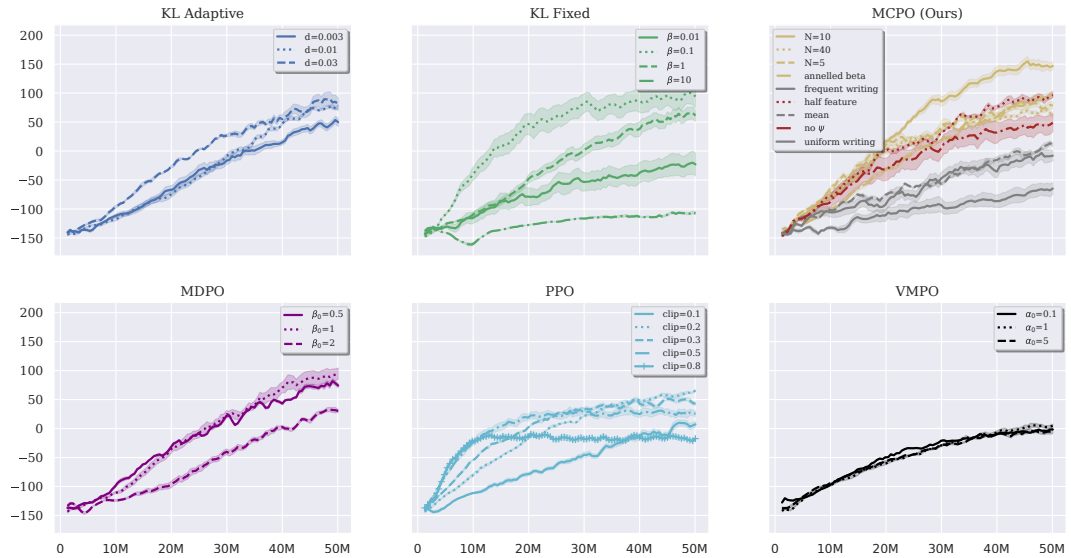 KL Adaptive
KL Fixed
MCPO (Ours)
200
150
100
50
0
−50
−100
−150
d=0.003
d=0.01
d=0.03
β=0.01
β=0.1
β=1
β=10
N=10
N=40
N=5
annelled beta
frequent writing
half feature
mean
no ψ
uniform writing
MDPO
PPO
VMPO
200
150
100
50
0
−50
−100
−150
β₀=0.5
β₀=1
β₀=2
clip=0.1
clip=0.2
clip=0.3
clip=0.5
clip=0.8
α₀=0.1
α₀=1
α₀=5
0 10M 20M 30M 40M 50M
0 10M 20M 30M 40M 50M
0 10M 20M 30M 40M 50M